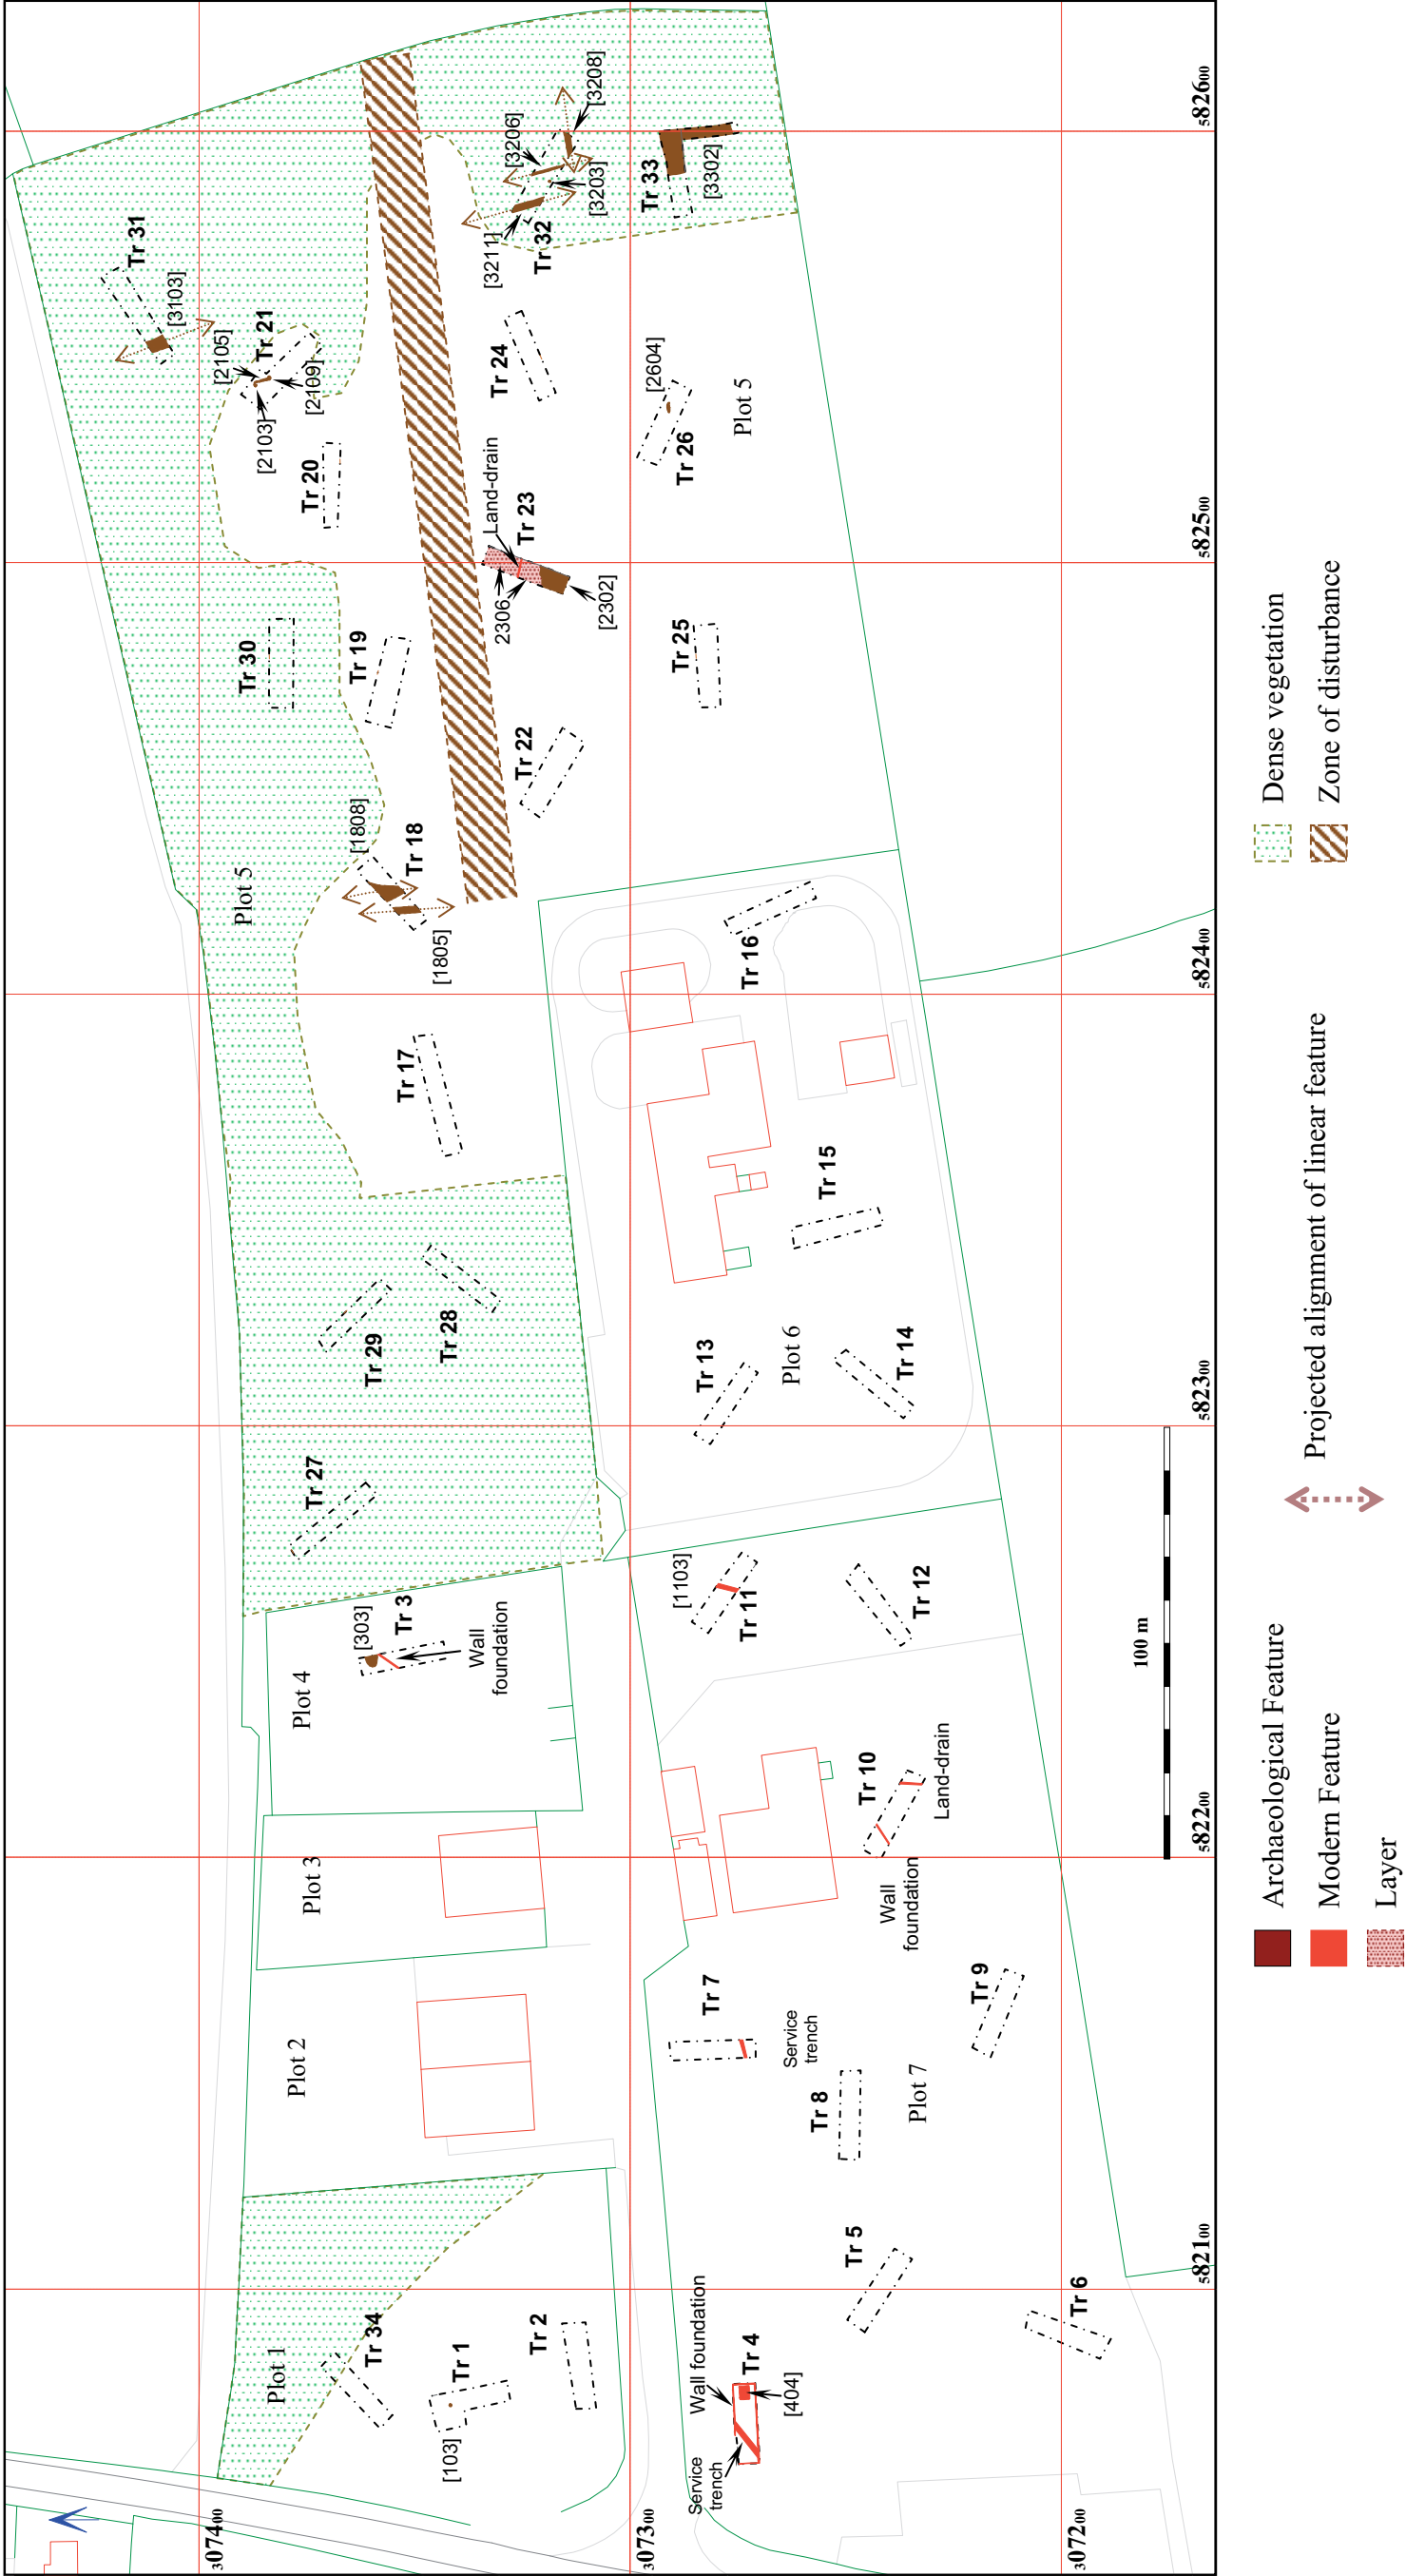 Plot 1
Tr 34
Tr 1
[103]
Tr 2
Plot 2
Plot 3
Plot 4
[303]
Tr 3
Wall
foundation
Tr 27
Tr 29
Tr 28
Tr 17
Plot 5
[1808]
Tr 18
[1805]
Tr 30
Tr 19
Tr 20
[2105]
Tr 21
[2103]
[2109]
Tr 31
[3103]
Tr 22
Land-drain
Tr 23
2306
[2302]
Tr 24
[3206]
[3208]
[3203]
[3211]
Tr 32
Tr 33
[3302]
[2604]
Tr 26
Plot 5
Tr 25
Tr 16
Tr 15
Tr 13
Plot 6
Tr 14
[1103]
Tr 11
Tr 12
Tr 10
Land-drain
Wall
foundation
Tr 7
Service
trench
Tr 8
Plot 7
Tr 9
Tr 5
Tr 6
Wall foundation
Tr 4
[404]
Service
trench
307400
307300
307200
582100
582200
582300
582400
582500
582600
100 m
Archaeological Feature
Modern Feature
Layer
Projected alignment of linear feature
Dense vegetation
Zone of disturbance